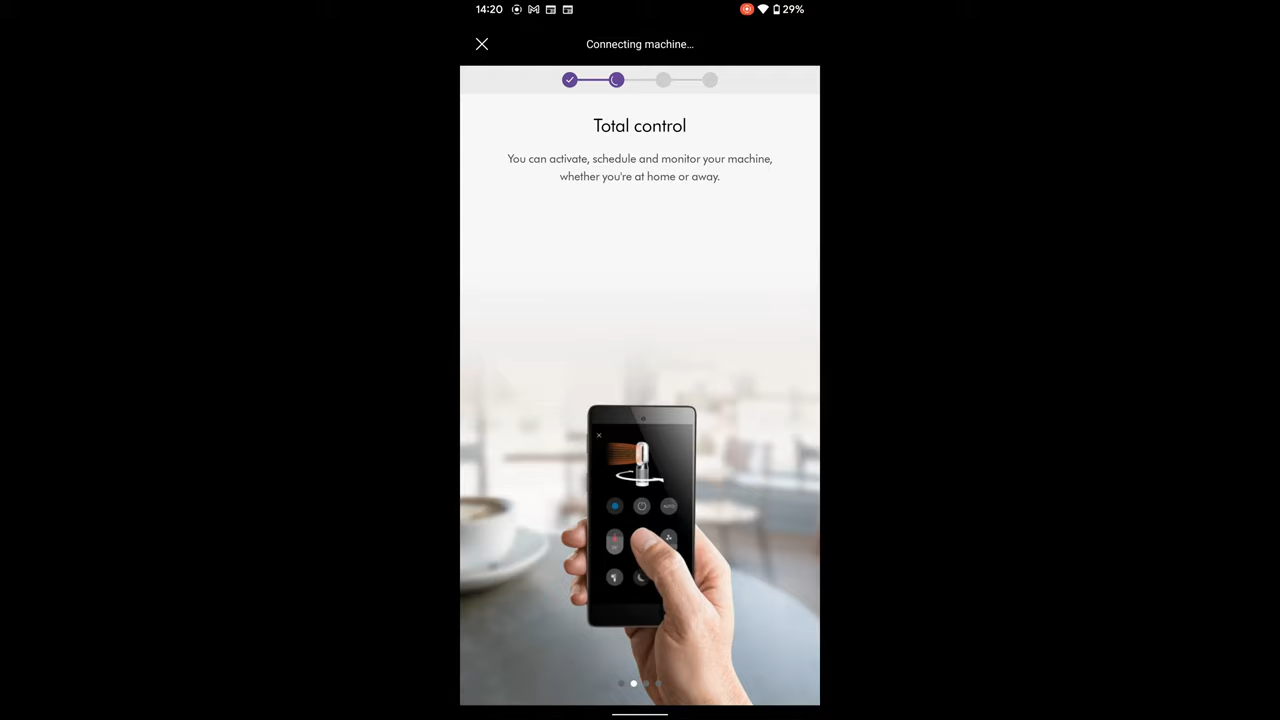 14:20
29%
Connecting machine...
Total control
You can activate, schedule and monitor your machine,
whether you're at home or away.
AUTO